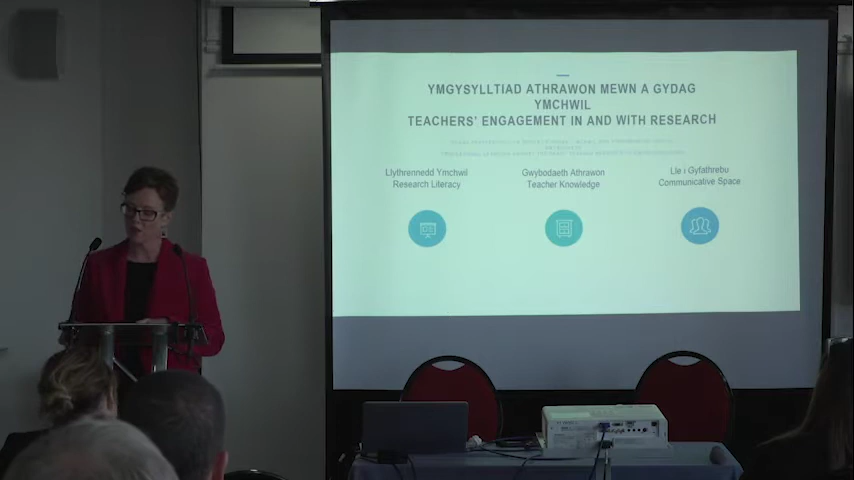 YMGYSYLLTIAD ATHRAWON MEWN A GYDAG
YMCHWIL
TEACHERS' ENGAGEMENT IN AND WITH RESEARCH
Llythrennedd Ymchwil
Research Literacy
Gwybodaeth Athrawon
Teacher Knowledge
Lle i Gyfathrebu
Communicative Space